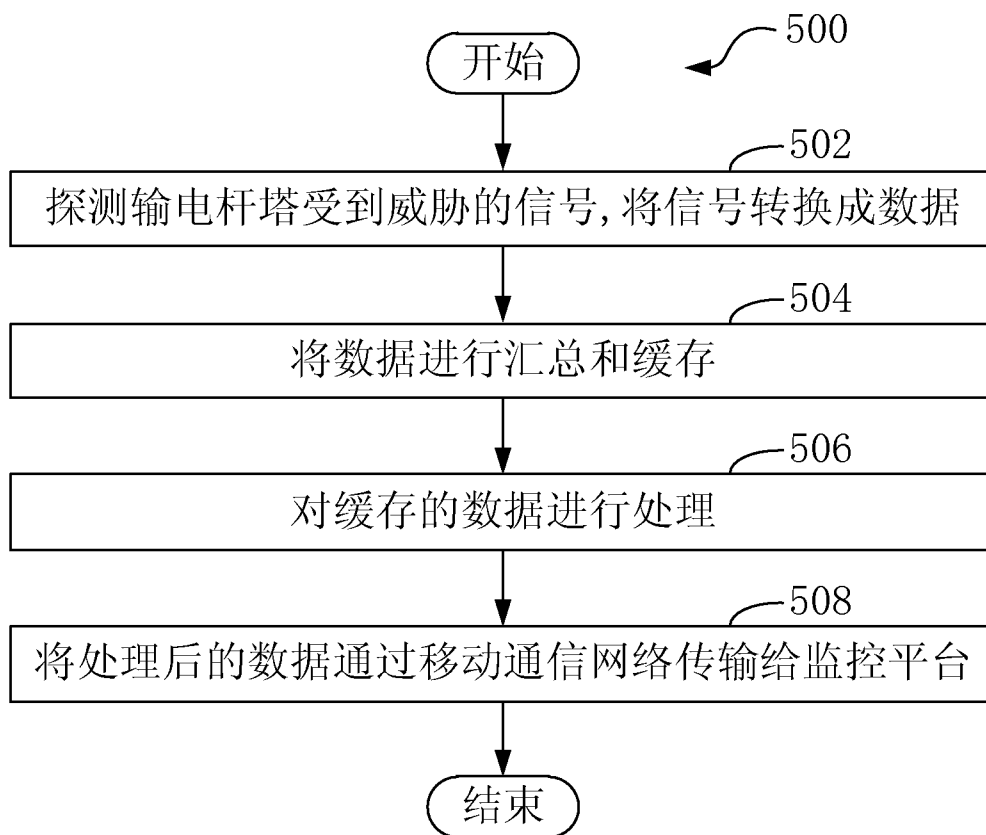 开始
500
502
探测输电杆塔受到威胁的信号,将信号转换成数据
504
将数据进行汇总和缓存
506
对缓存的数据进行处理
508
将处理后的数据通过移动通信网络传输给监控平台
结束